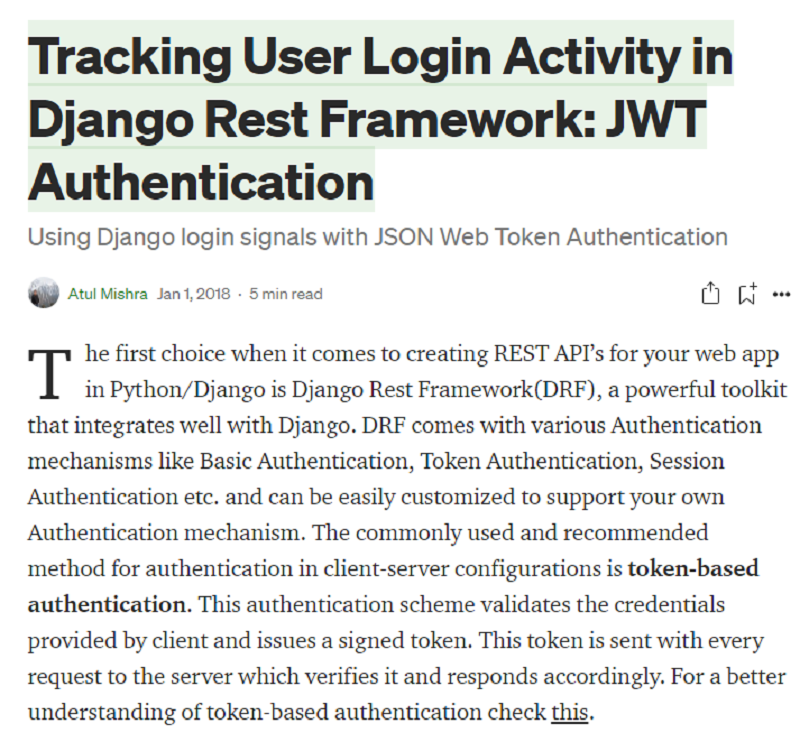 Tracking User Login Activity in
Django Rest Framework: JWT
Authentication
Using Django login signals with JSON Web Token Authentication
Atul Mishra Jan 1, 2018 · 5 min read
The first choice when it comes to creating REST API's for your web app
in Python/Django is Django Rest Framework(DRF), a powerful toolkit
that integrates well with Django. DRF comes with various Authentication
mechanisms like Basic Authentication, Token Authentication, Session
Authentication etc. and can be easily customized to support your own
Authentication mechanism. The commonly used and recommended
method for authentication in client-server configurations is token-based
authentication. This authentication scheme validates the credentials
provided by client and issues a signed token. This token is sent with every
request to the server which verifies it and responds accordingly. For a better
understanding of token-based authentication check this.